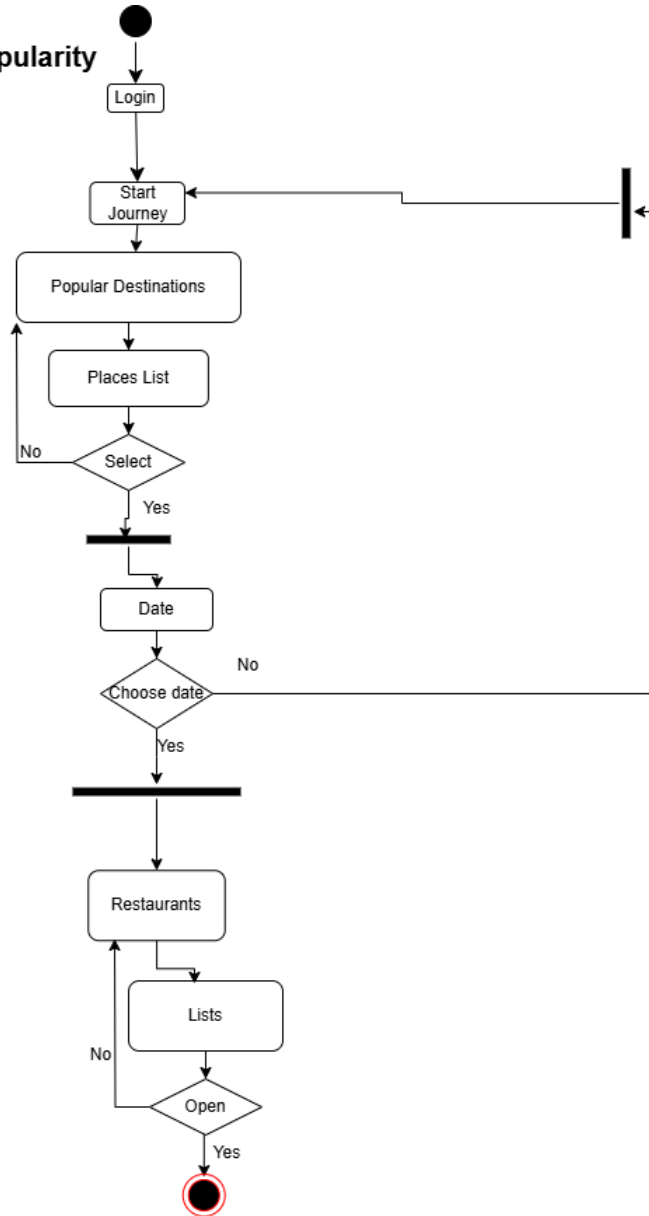 pularity
Login
Start
Journey
Popular Destinations
Places List
No
Select
Yes
Date
No
Choose date
Yes
Restaurants
Lists
No
Open
Yes